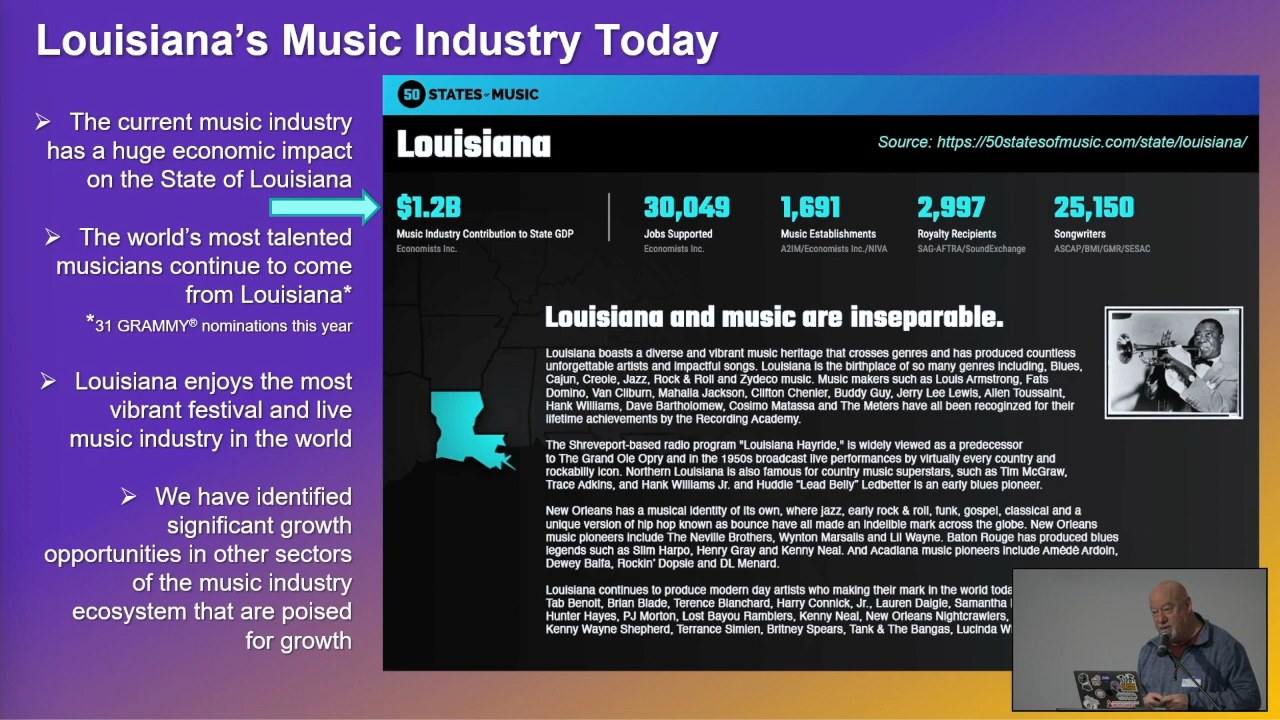 Louisiana’s Music Industry Today
➢ The current music industry
has a huge economic impact
on the State of Louisiana
➢ The world’s most talented
musicians continue to come
from Louisiana*
*31 GRAMMY® nominations this year
➢ Louisiana enjoys the most
vibrant festival and live
music industry in the world
➢ We have identified
significant growth
opportunities in other sectors
of the music industry
ecosystem that are poised
for growth
50 STATES OF MUSIC
Louisiana
Source: https://50statesofmusic.com/state/louisiana/
$1.2B
Music Industry Contribution to State GDP
Economists Inc.
30,049
Jobs Supported
Economists Inc.
1,691
Music Establishments
A2IM/Economists Inc./NIVA
2,997
Royalty Recipients
SAG-AFTRA/SoundExchange
25,150
Songwriters
ASCAP/BMI/GMR/SESAC
Louisiana and music are inseparable.
Louisiana boasts a diverse and vibrant music heritage that crosses genres and has produced countless
unforgettable artists and impactful songs. Louisiana is the birthplace of so many genres including, Blues,
Cajun, Creole, Jazz, Rock & Roll and Zydeco music. Music makers such as Louis Armstrong, Fats
Domino, Van Cliburn, Mahalia Jackson, Clifton Chenier, Buddy Guy, Jerry Lee Lewis, Allen Toussaint,
Hank Williams, Dave Bartholomew, Cosimo Matassa and The Meters have all been recoginzed for their
lifetime achievements by the Recording Academy.
The Shreveport-based radio program "Louisiana Hayride," is widely viewed as a predecessor
to The Grand Ole Opry and in the 1950s broadcast live performances by virtually every country and
rockabilly icon. Northern Louisiana is also famous for country music superstars, such as Tim McGraw,
Trace Adkins, and Hank Williams Jr. and Huddie “Lead Belly” Ledbetter is an early blues pioneer.
New Orleans has a musical identity of its own, where jazz, early rock & roll, funk, gospel, classical and a
unique version of hip hop known as bounce have all made an indelible mark across the globe. New Orleans
music pioneers include The Neville Brothers, Wynton Marsalis and Lil Wayne. Baton Rouge has produced blues
legends such as Slim Harpo, Henry Gray and Kenny Neal. And Acadiana music pioneers include Amédé Ardoin,
Dewey Balfa, Rockin’ Dopsie and DL Menard.
Louisiana continues to produce modern day artists who making their mark in the world toda
Tab Benoit, Brian Blade, Terence Blanchard, Harry Connick, Jr., Lauren Daigle, Samantha
Hunter Hayes, PJ Morton, Lost Bayou Ramblers, Kenny Neal, New Orleans Nightcrawlers,
Kenny Wayne Shepherd, Terrance Simien, Britney Spears, Tank & The Bangas, Lucinda W